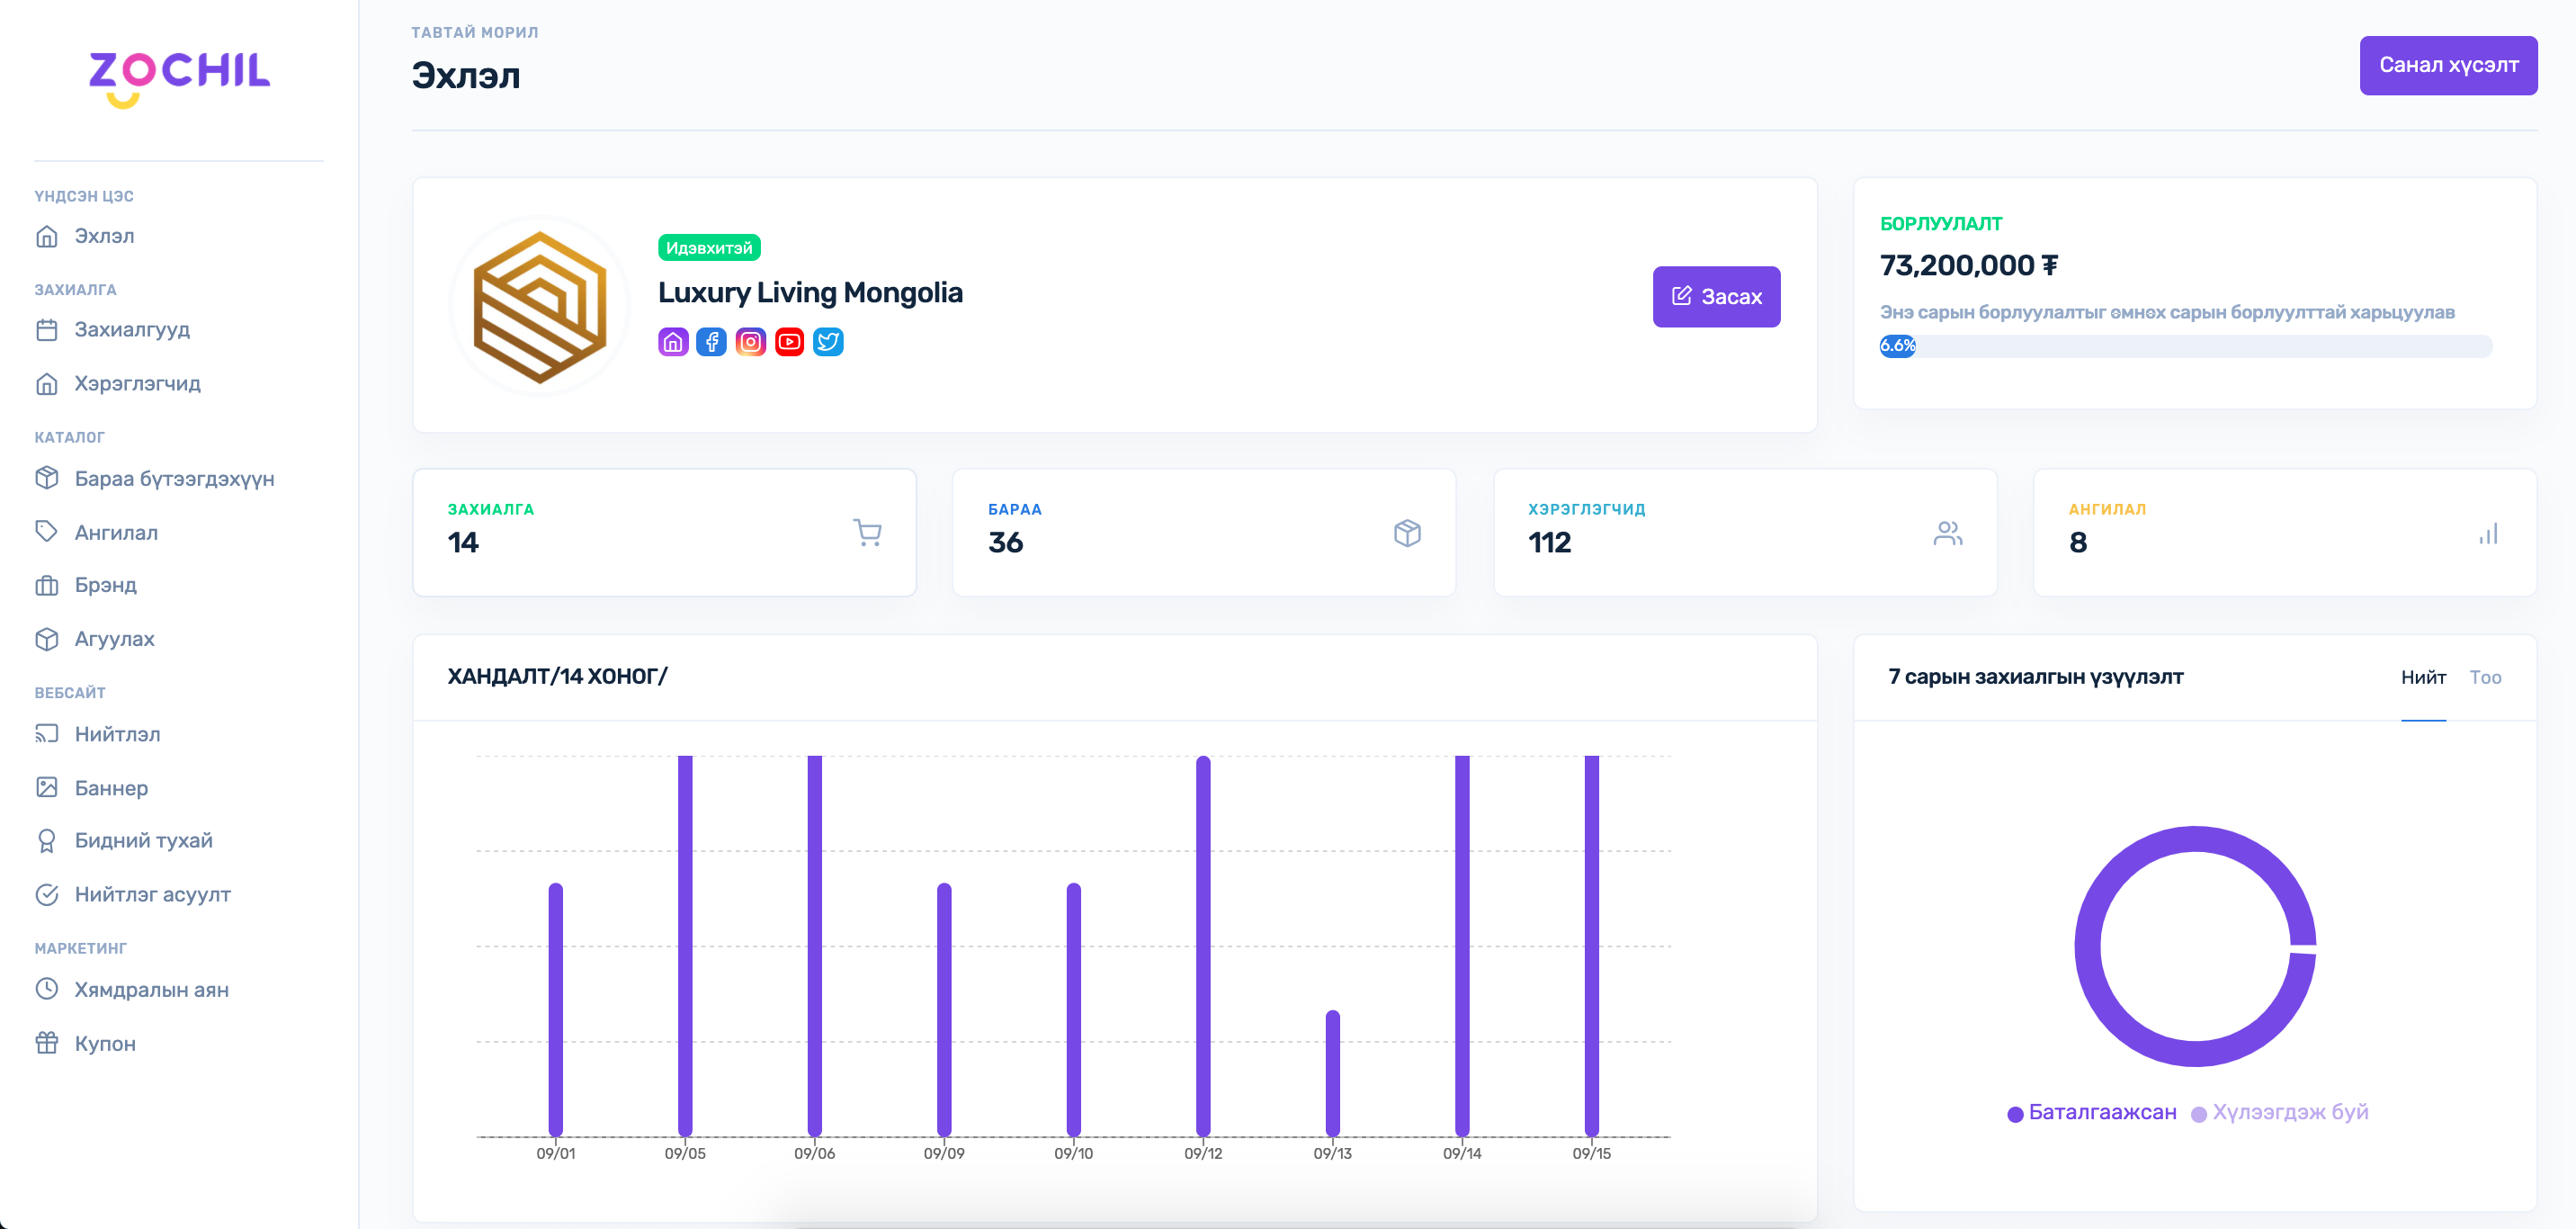 ZOCHIL
ҮНДСЭН ЦЭС
Эхлэл
ЗАХИАЛГА
Захиалгууд
Хэрэглэгчид
КАТАЛОГ
Бараа бүтээгдэхүүн
Ангилал
Брэнд
Агуулах
ВЕБСАЙТ
Нийтлэл
Баннер
Бидний тухай
Нийтлэг асуулт
МАРКЕТИНГ
Хямдралын аян
Купон
ТАВТАЙ МОРИЛ
Эхлэл
Санал хүсэлт
Идэвхитэй
Luxury Living Mongolia
Засах
БОРЛУУЛАЛТ
73,200,000 ₮
Энэ сарын борлуулалтыг өмнөх сарын борлуулттай харьцуулав
6.6%
ЗАХИАЛГА
14
БАРАА
36
ХЭРЭГЛЭГЧИД
112
АНГИЛАЛ
8
ХАНДАЛТ/14 ХОНОГ/
09/01 09/05 09/06 09/09 09/10 09/12 09/13 09/14 09/15
7 сарын захиалгын үзүүлэлт
Нийт Тоо
Баталгаажсан Хүлээгдэж буй